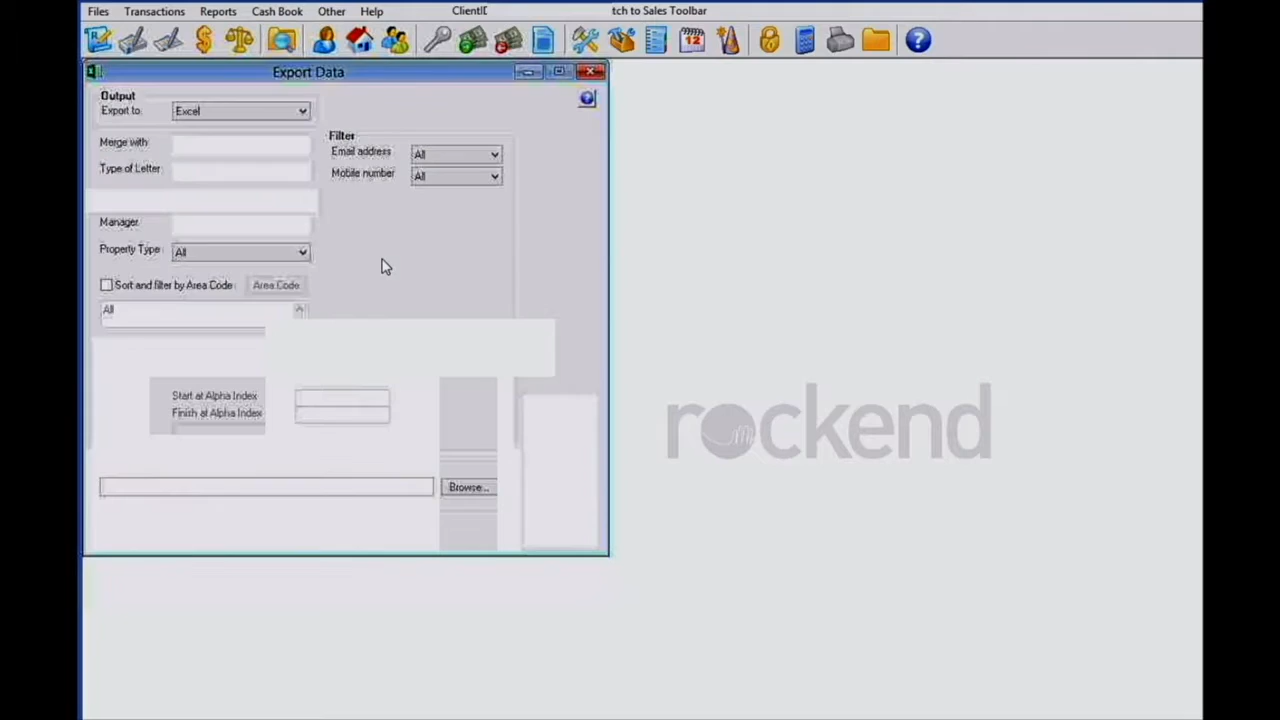 Files Transactions Reports Cash Book Other Help ClientID tch to Sales Toolbar
12
Export Data
Output
Export to: Excel
Merge with
Type of Letter:
Manager
Property Type: All
Sort and filter by Area Code Area Code
All
Filter
Email address All
Mobile number All
Start at Alpha Index
Finish at Alpha Index
Browse...
rockend